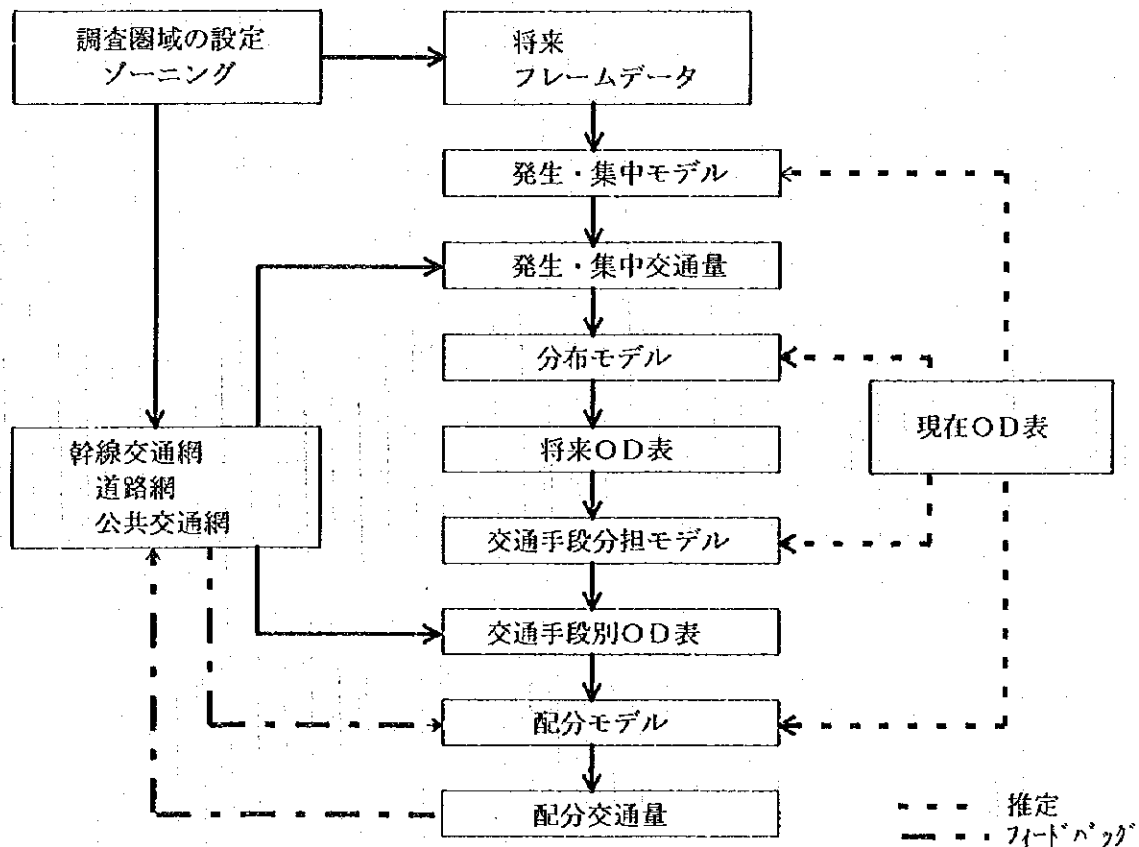 調査圏域の設定
ゾーニング
将来
フレームデータ
発生・集中モデル
発生・集中交通量
分布モデル
将来OD表
現在OD表
幹線交通網
道路網
公共交通網
交通手段分担モデル
交通手段別OD表
配分モデル
配分交通量
推定
フィードバッグ